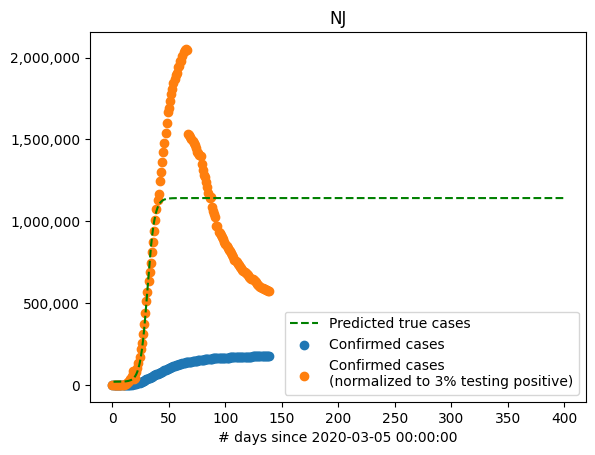 NJ
2,000,000
1,500,000
1,000,000
500,000
0
0 50 100 150 200 250 300 350 400
# days since 2020-03-05 00:00:00
Predicted true cases
Confirmed cases
Confirmed cases
(normalized to 3% testing positive)